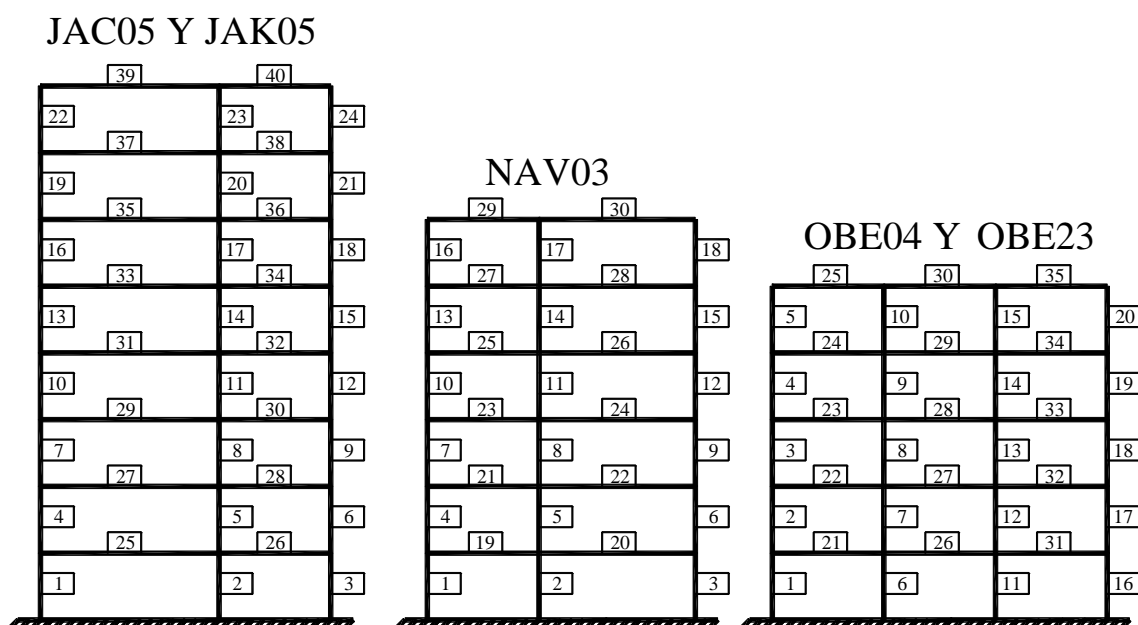 JAC05 Y JAK05
39 40
22 23 24
37 38
19 20 21
35 36
16 17 18
33 34
13 14 15
31 32
10 11 12
29 30
7 8 9
27 28
4 5 6
25 26
1 2 3
NAV03
29 30
16 17 18
27 28
13 14 15
25 26
10 11 12
23 24
7 8 9
21 22
4 5 6
19 20
1 2 3
OBE04 Y OBE23
25 30 35
5 10 15 20
24 29 34
4 9 14 19
23 28 33
3 8 13 18
22 27 32
2 7 12 17
21 26 31
1 6 11 16